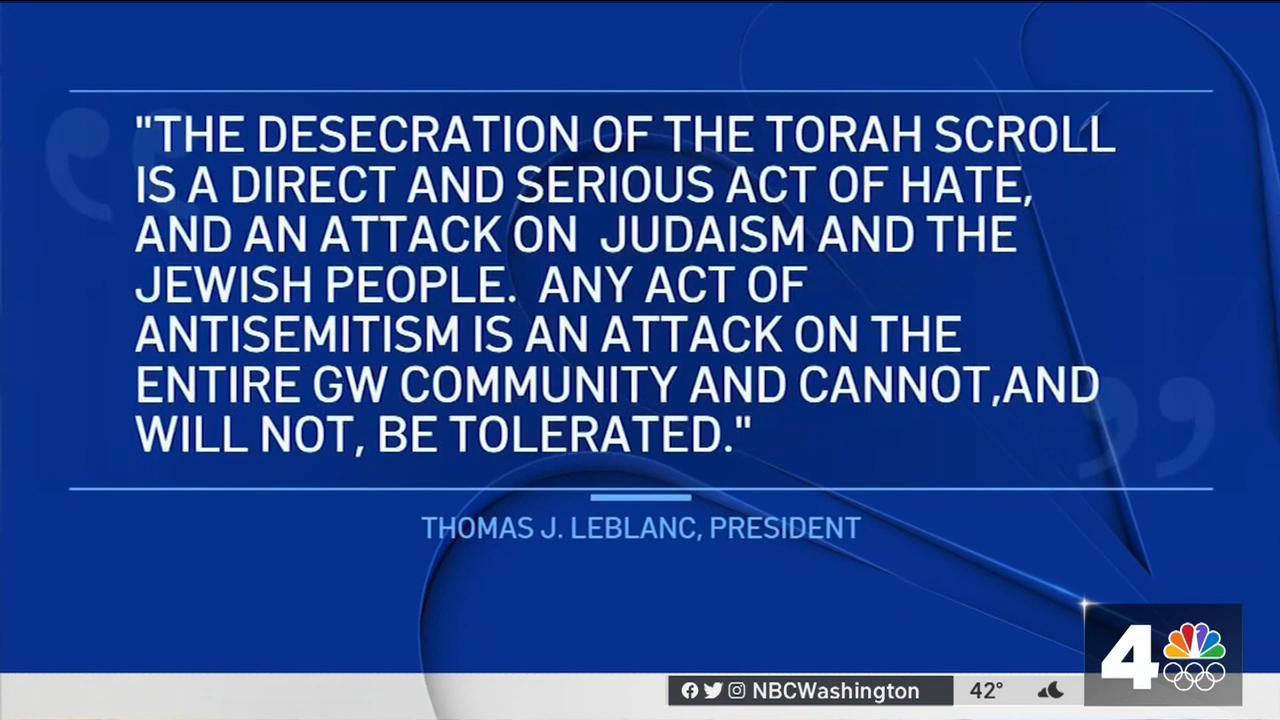 "THE DESECRATION OF THE TORAH SCROLL
IS A DIRECT AND SERIOUS ACT OF HATE,
AND AN ATTACK ON  JUDAISM AND THE
JEWISH PEOPLE.  ANY ACT OF
ANTISEMITISM IS AN ATTACK ON THE
ENTIRE GW COMMUNITY AND CANNOT,AND
WILL NOT, BE TOLERATED."
THOMAS J. LEBLANC, PRESIDENT
4
NBCWashington 42°